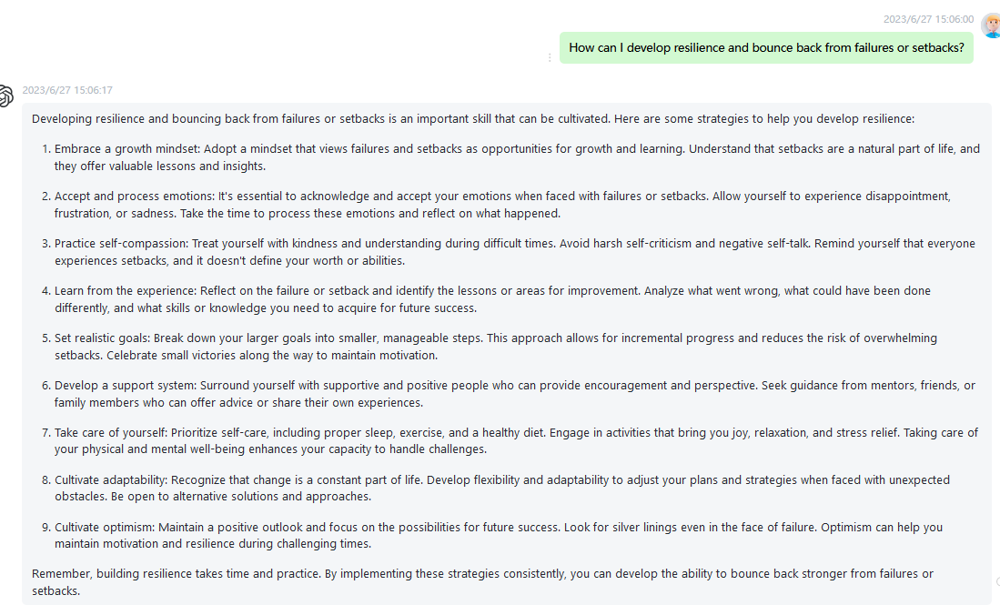 2023/6/27 15:06:00
How can I develop resilience and bounce back from failures or setbacks?
2023/6/27 15:06:17
Developing resilience and bouncing back from failures or setbacks is an important skill that can be cultivated. Here are some strategies to help you develop resilience:
1. Embrace a growth mindset: Adopt a mindset that views failures and setbacks as opportunities for growth and learning. Understand that setbacks are a natural part of life, and
they offer valuable lessons and insights.
2. Accept and process emotions: It's essential to acknowledge and accept your emotions when faced with failures or setbacks. Allow yourself to experience disappointment,
frustration, or sadness. Take the time to process these emotions and reflect on what happened.
3. Practice self-compassion: Treat yourself with kindness and understanding during difficult times. Avoid harsh self-criticism and negative self-talk. Remind yourself that everyone
experiences setbacks, and it doesn't define your worth or abilities.
4. Learn from the experience: Reflect on the failure or setback and identify the lessons or areas for improvement. Analyze what went wrong, what could have been done
differently, and what skills or knowledge you need to acquire for future success.
5. Set realistic goals: Break down your larger goals into smaller, manageable steps. This approach allows for incremental progress and reduces the risk of overwhelming
setbacks. Celebrate small victories along the way to maintain motivation.
6. Develop a support system: Surround yourself with supportive and positive people who can provide encouragement and perspective. Seek guidance from mentors, friends, or
family members who can offer advice or share their own experiences.
7. Take care of yourself: Prioritize self-care, including proper sleep, exercise, and a healthy diet. Engage in activities that bring you joy, relaxation, and stress relief. Taking care of
your physical and mental well-being enhances your capacity to handle challenges.
8. Cultivate adaptability: Recognize that change is a constant part of life. Develop flexibility and adaptability to adjust your plans and strategies when faced with unexpected
obstacles. Be open to alternative solutions and approaches.
9. Cultivate optimism: Maintain a positive outlook and focus on the possibilities for future success. Look for silver linings even in the face of failure. Optimism can help you
maintain motivation and resilience during challenging times.
Remember, building resilience takes time and practice. By implementing these strategies consistently, you can develop the ability to bounce back stronger from failures or
setbacks.